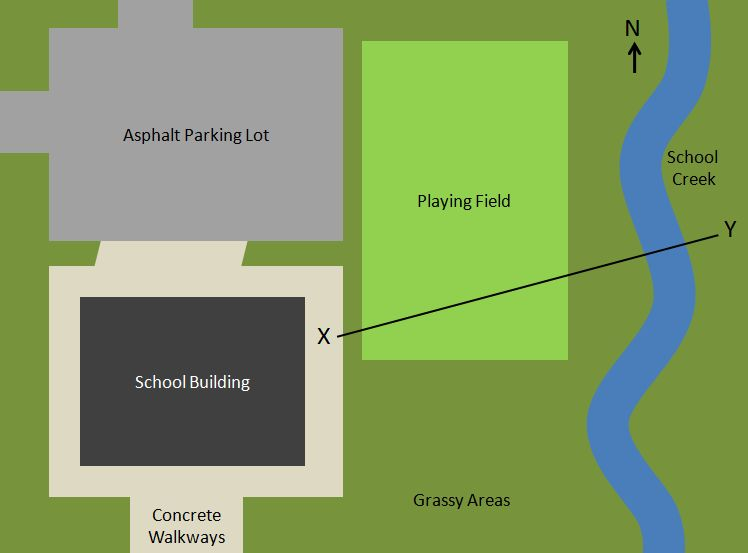 N
Asphalt Parking Lot
School
Creek
Playing Field
Y
X
School Building
Grassy Areas
Concrete
Walkways